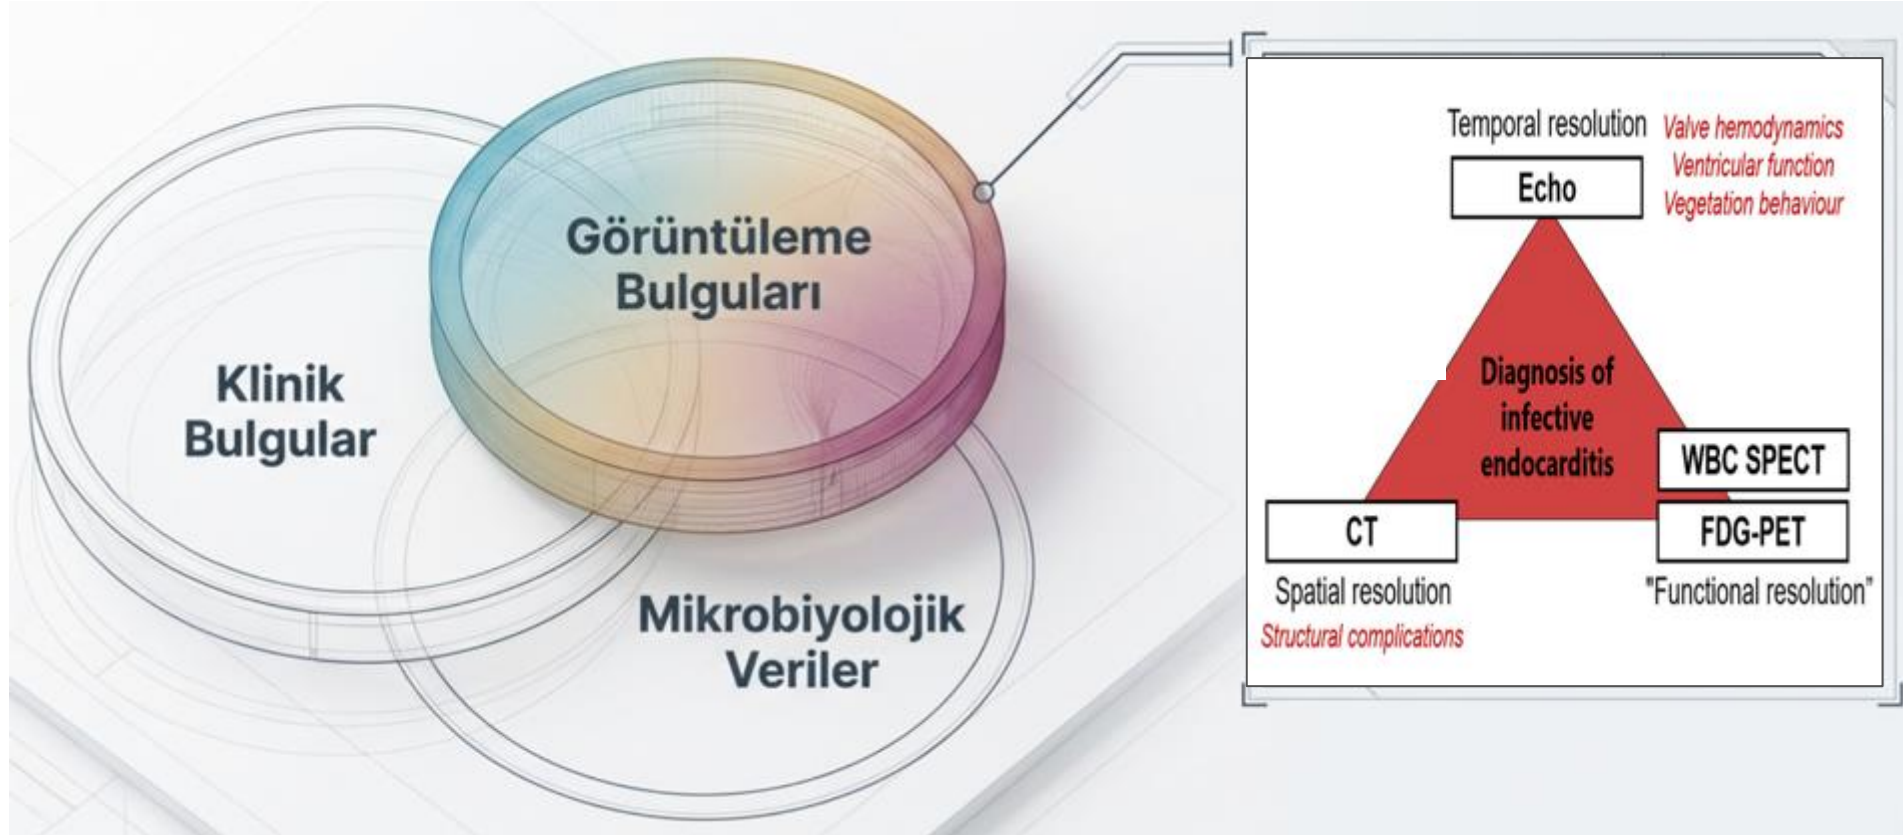 Klinik
Bulgular
Görüntüleme
Bulguları
Mikrobiyolojik
Veriler
Temporal resolution
Echo
Valve hemodynamics
Ventricular function
Vegetation behaviour
Diagnosis of
infective
endocarditis
CT
Spatial resolution
Structural complications
WBC SPECT
FDG-PET
"Functional resolution”